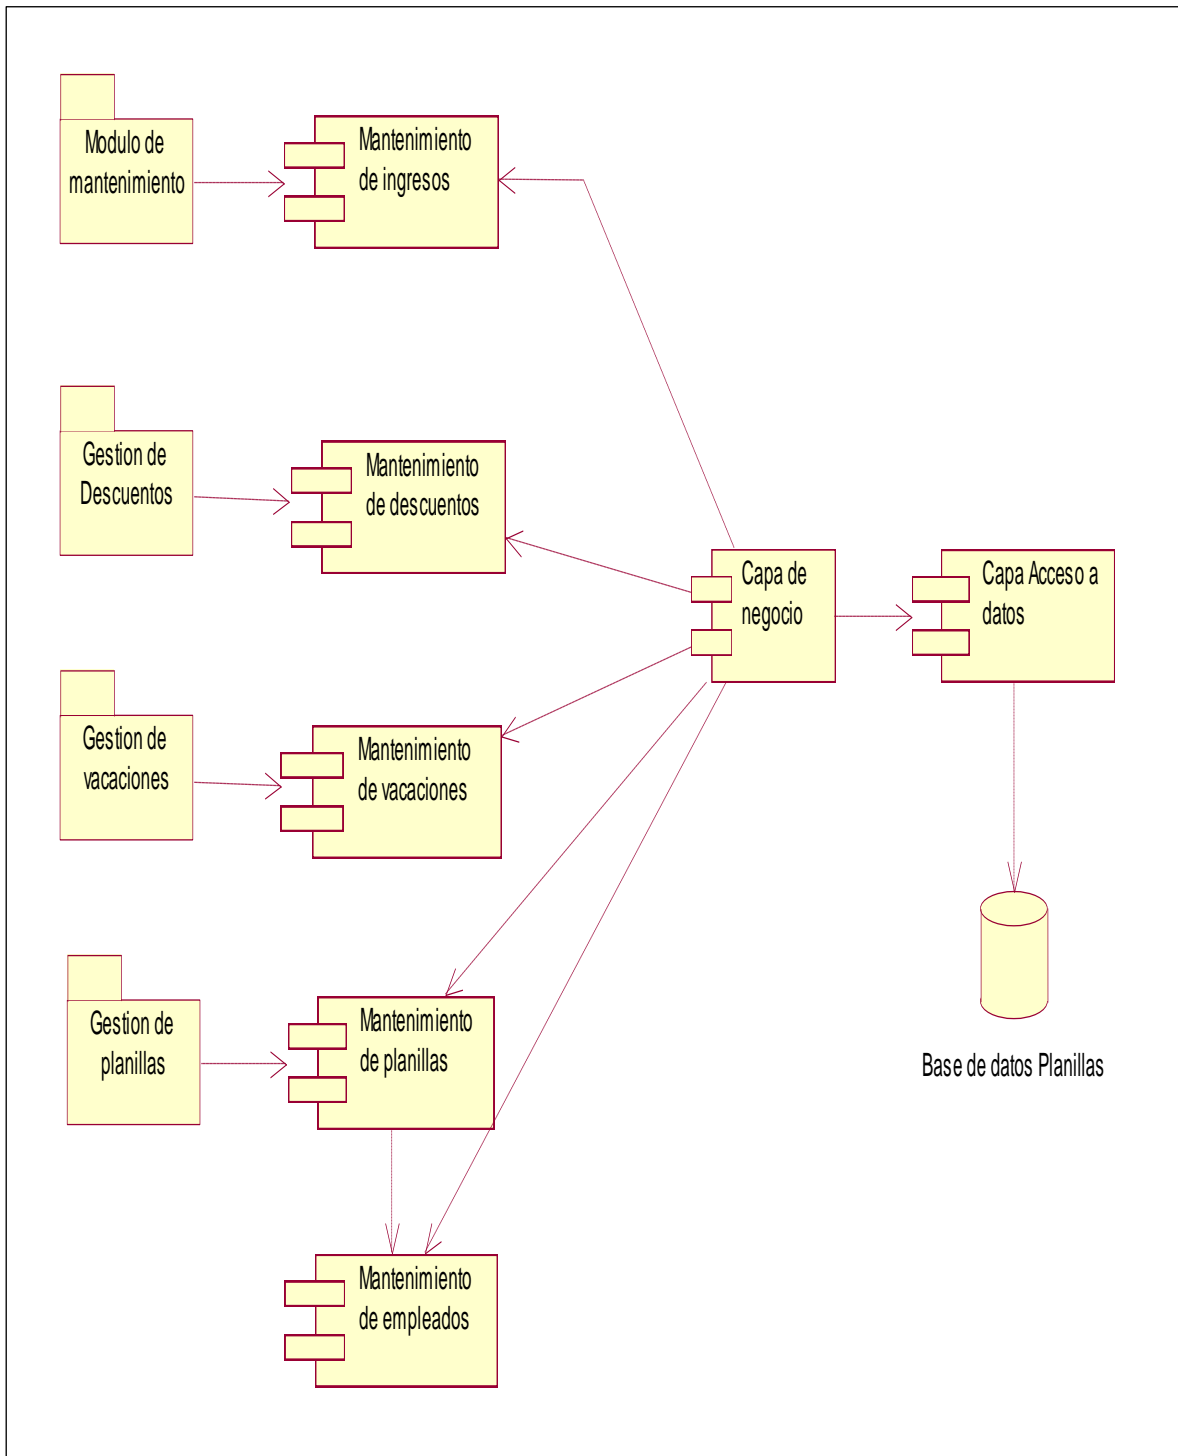 Modulo de
mantenimiento
Mantenimiento
de ingresos
Gestion de
Descuentos
Mantenimiento
de descuentos
Capa de
negocio
Capa Acceso a
datos
Gestion de
vacaciones
Mantenimiento
de vacaciones
Gestion de
planillas
Mantenimiento
de planillas
Base de datos Planillas
Mantenimiento
de empleados